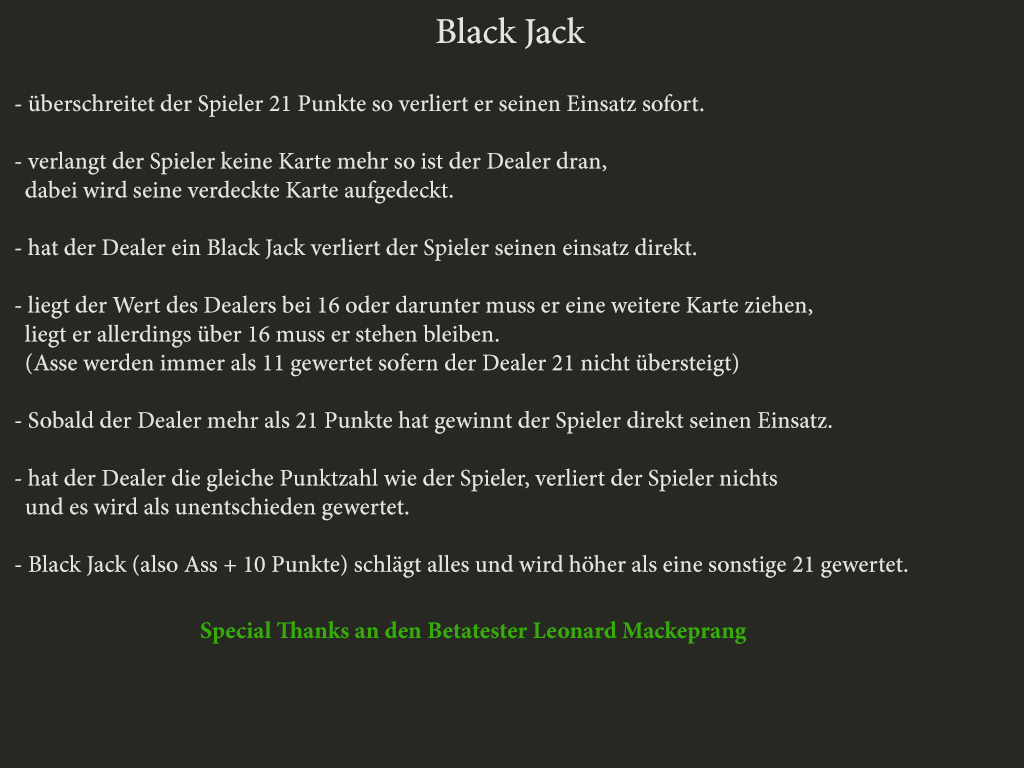 Black Jack
- überschreitet der Spieler 21 Punkte so verliert er seinen Einsatz sofort.
- verlangt der Spieler keine Karte mehr so ist der Dealer dran,
dabei wird seine verdeckte Karte aufgedeckt.
- hat der Dealer ein Black Jack verliert der Spieler seinen einsatz direkt.
- liegt der Wert des Dealers bei 16 oder darunter muss er eine weitere Karte ziehen,
liegt er allerdings über 16 muss er stehen bleiben.
(Asse werden immer als 11 gewertet sofern der Dealer 21 nicht übersteigt)
- Sobald der Dealer mehr als 21 Punkte hat gewinnt der Spieler direkt seinen Einsatz.
- hat der Dealer die gleiche Punktzahl wie der Spieler, verliert der Spieler nichts
und es wird als unentschieden gewertet.
- Black Jack (also Ass + 10 Punkte) schlägt alles und wird höher als eine sonstige 21 gewertet.
Special Thanks an den Betatester Leonard Mackeprang